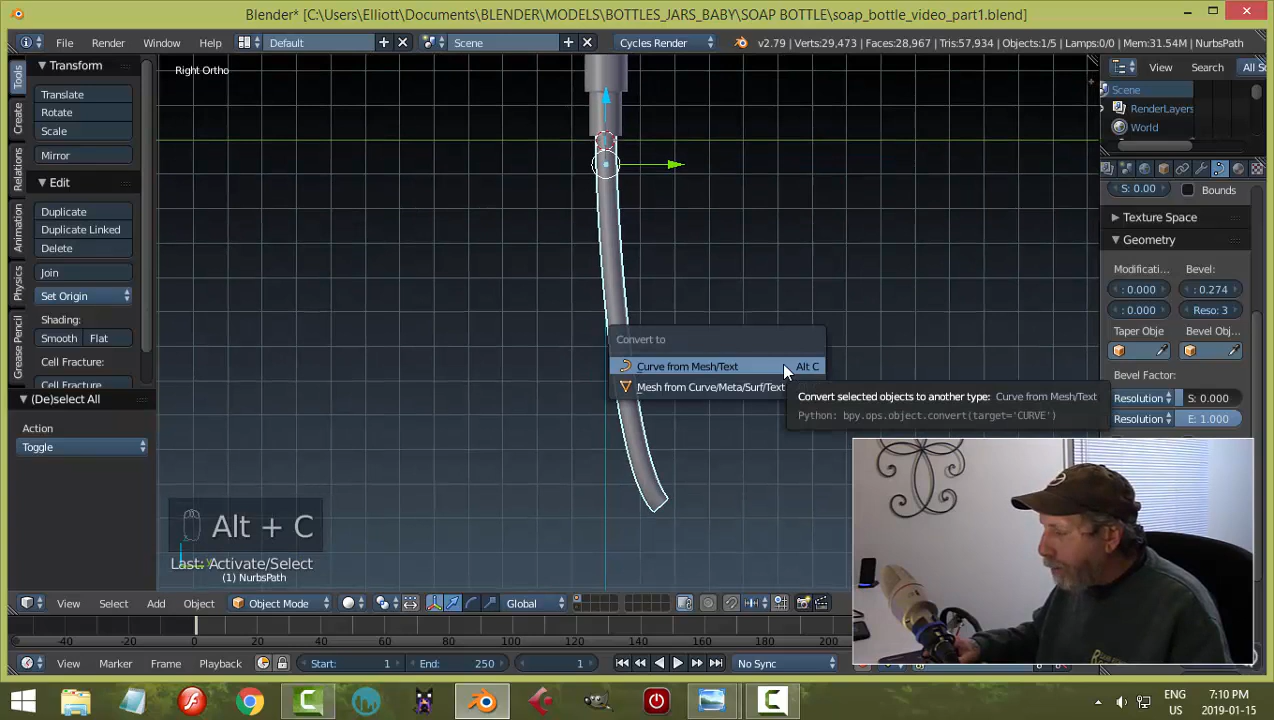 Blender* [C:\Users\Elliott\Documents\BLENDER\MODELS\BOTTLES_JARS_BABY\SOAP BOTTLE\soap_bottle_video_part1.blend]
File Render Window Help Default Scene Cycles Render v2.79 | Verts:29,473 | Faces:28,967 | Tris:57,934 | Objects:1/5 | Lamps:0/0 | Mem:31.54M | NurbsPath
Tools
Create
Relations
Animation
Physics
Grease Pencil
Transform
Translate
Rotate
Scale
Mirror
Edit
Duplicate
Duplicate Linked
Delete
Join
Set Origin
Shading:
Smooth Flat
Cell Fracture:
Cell Fracture
(De)select All
Action
Toggle
Right Ortho
Convert to
Curve from Mesh/Text Alt C
Mesh from Curve/Meta/Surf/Text
Convert selected objects to another type: Curve from Mesh/Text
Python: bpy.ops.object.convert(target='CURVE')
Alt + C
Last: Activate/Select
(1) NurbsPath
View Search All S
Scene
RenderLayers
World
S: 0.00 Bounds
Texture Space
Geometry
Modificati... Bevel:
: 0.000 : 0.274
: 0.000 Reso: 3
Taper Obje Bevel Obj
Bevel Factor:
Resolution S: 0.000
Resolution E: 1.000
View Select Add Object Object Mode Global
-40 -20 0 20 40 60 80 100 120 140 160 180 200
View Marker Frame Playback Start: 1 End: 250 1 No Sync
ENG 7:10 PM
US 2019-01-15